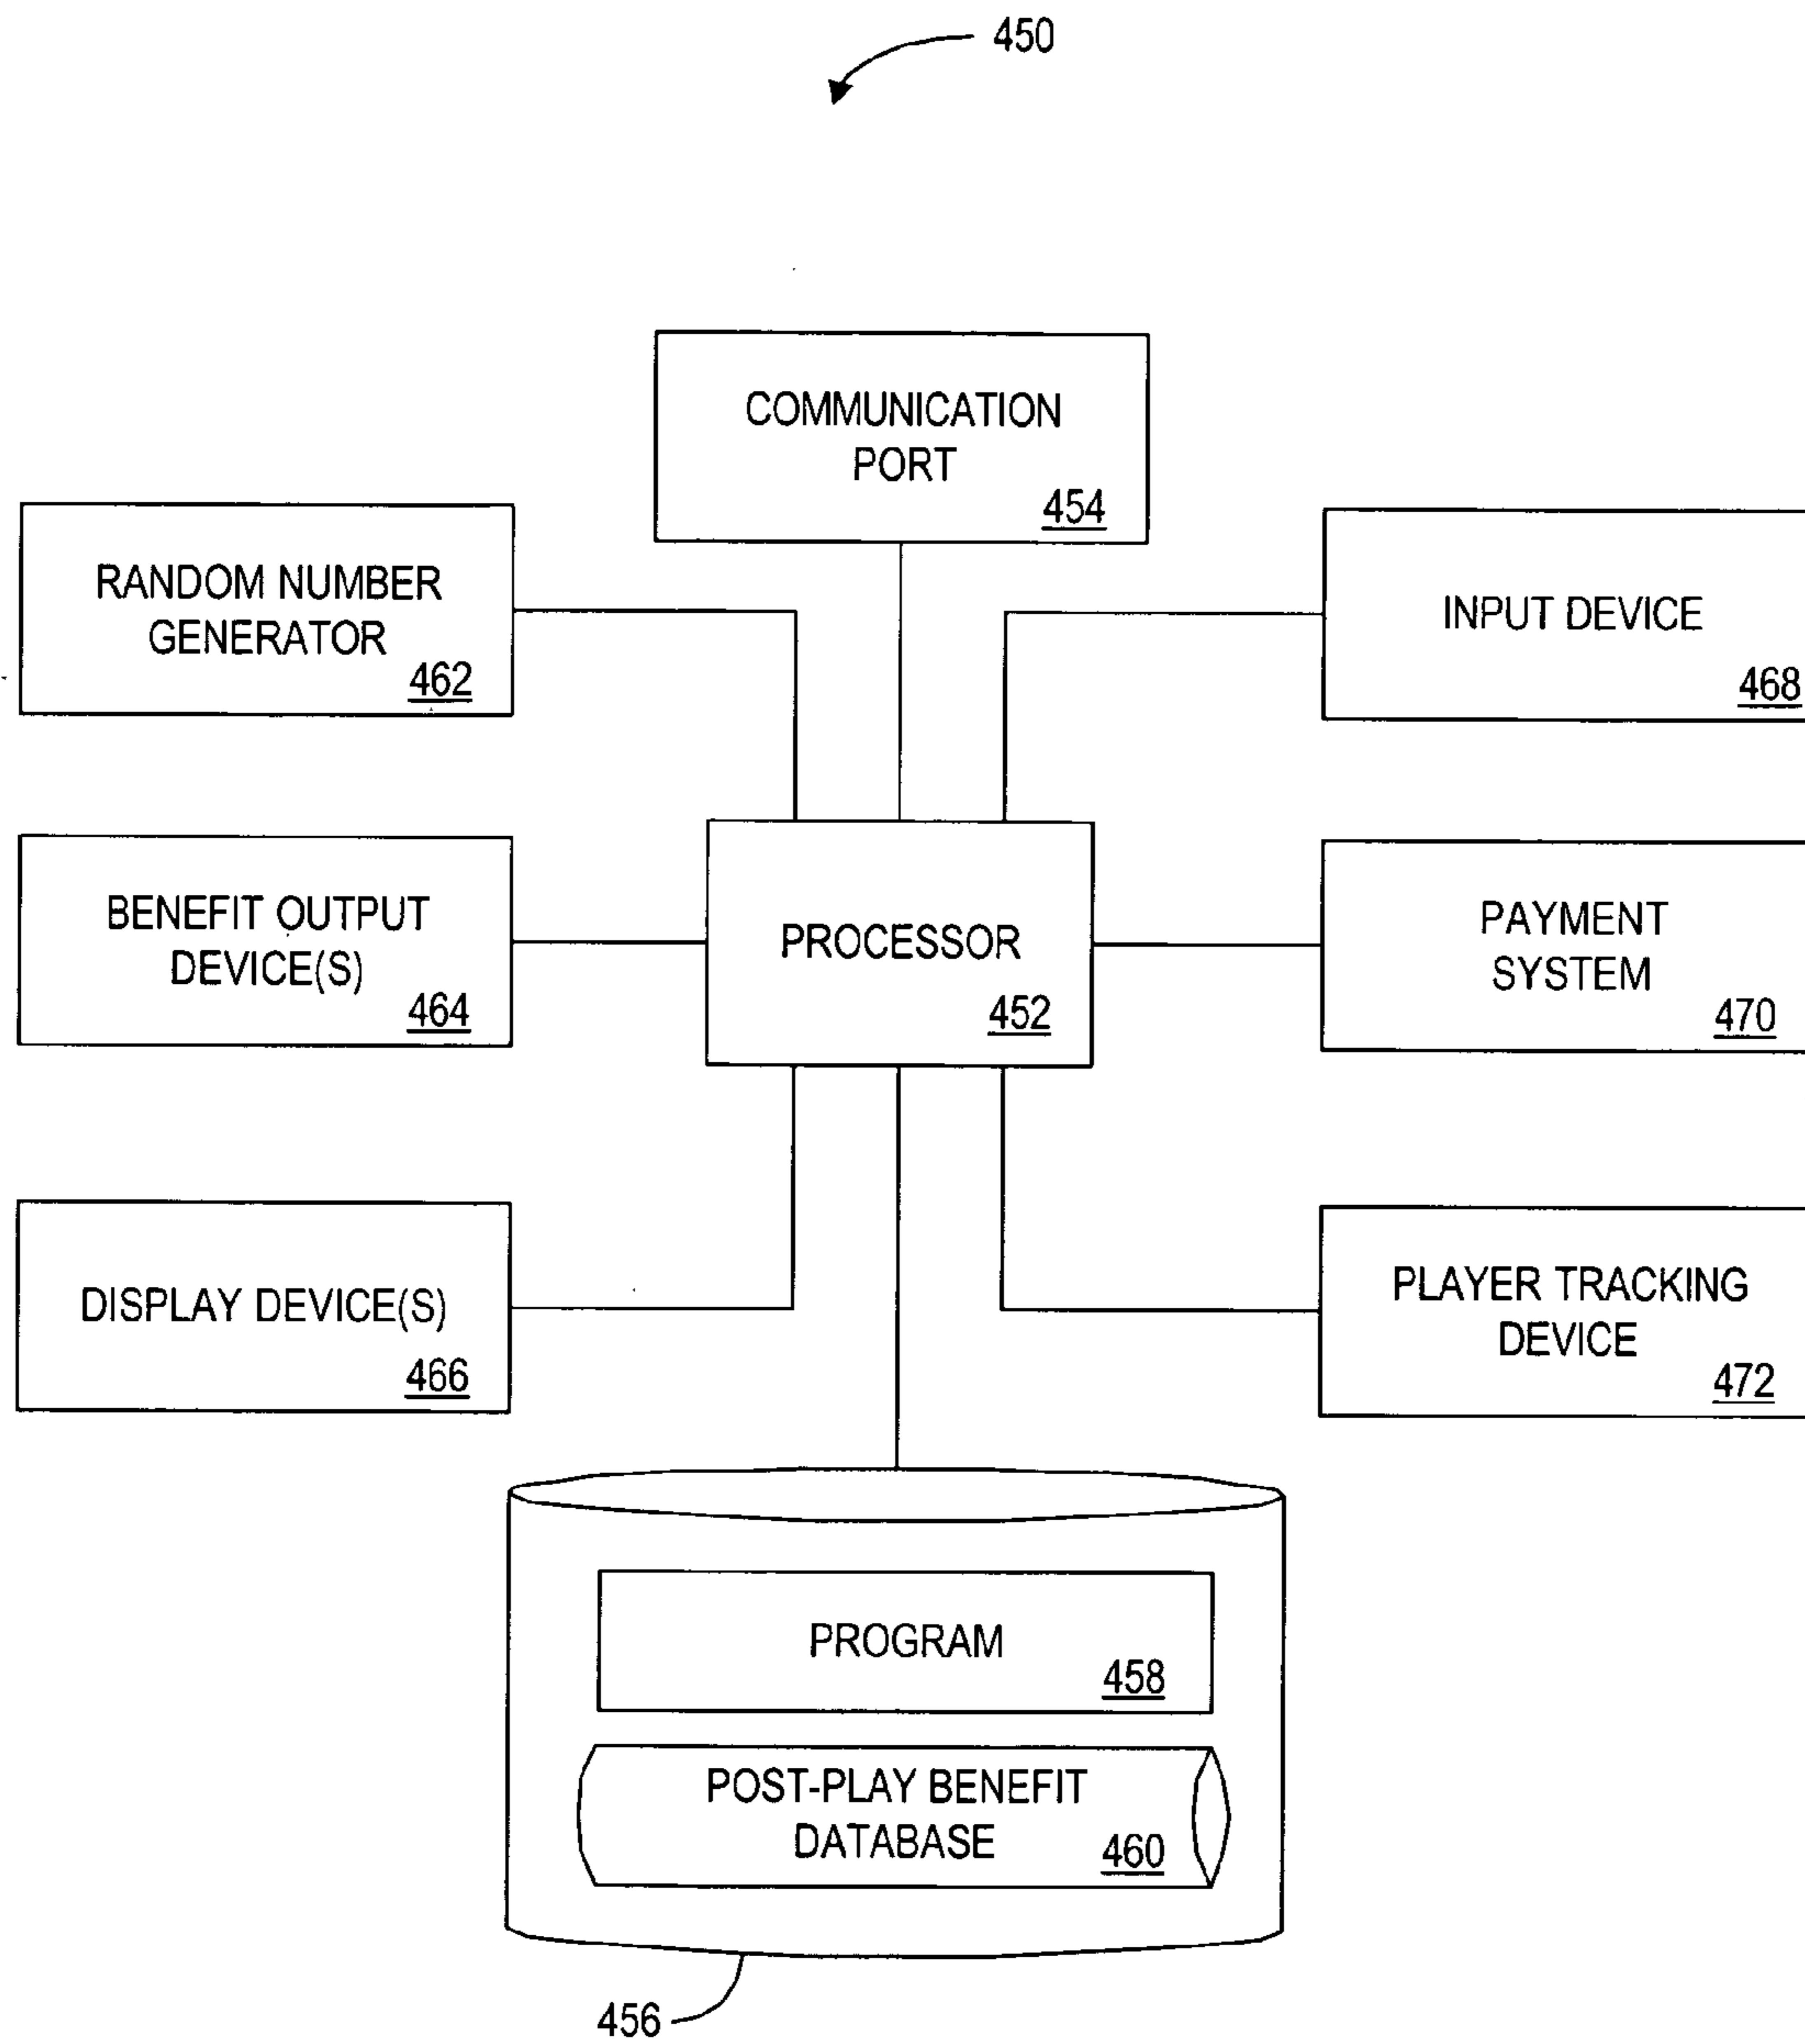 450
COMMUNICATION
PORT
454
RANDOM NUMBER
GENERATOR
462
INPUT DEVICE
468
BENEFIT OUTPUT
DEVICE(S)
464
PROCESSOR
452
PAYMENT
SYSTEM
470
DISPLAY DEVICE(S)
466
PLAYER TRACKING
DEVICE
472
PROGRAM
458
POST-PLAY BENEFIT
DATABASE
460
456